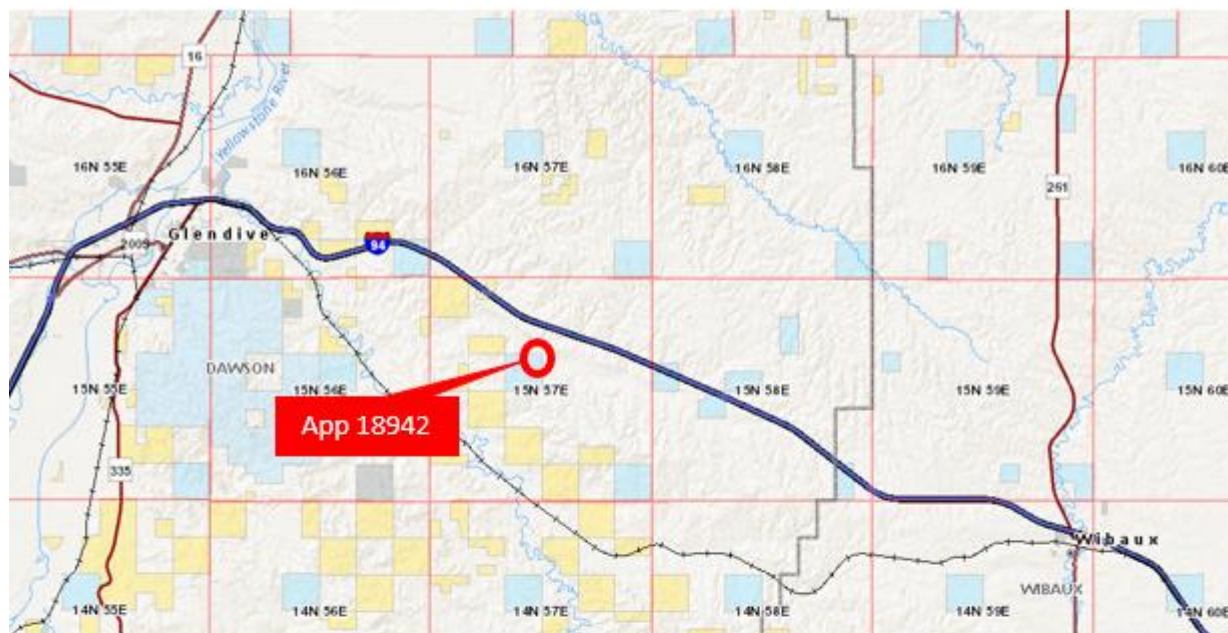 16
Yellowstone River
16N 55E
16N 56E
16N 57E
16N 58E
16N 59E
16N 60E
261
2009
Glendive
94
DAWSON
15N 55E
15N 56E
15N 57E
15N 58E
15N 59E
15N 60E
App 18942
335
Wibaux
WIBAUX
14N 55E
14N 56E
14N 57E
14N 58E
14N 59E
14N 60E